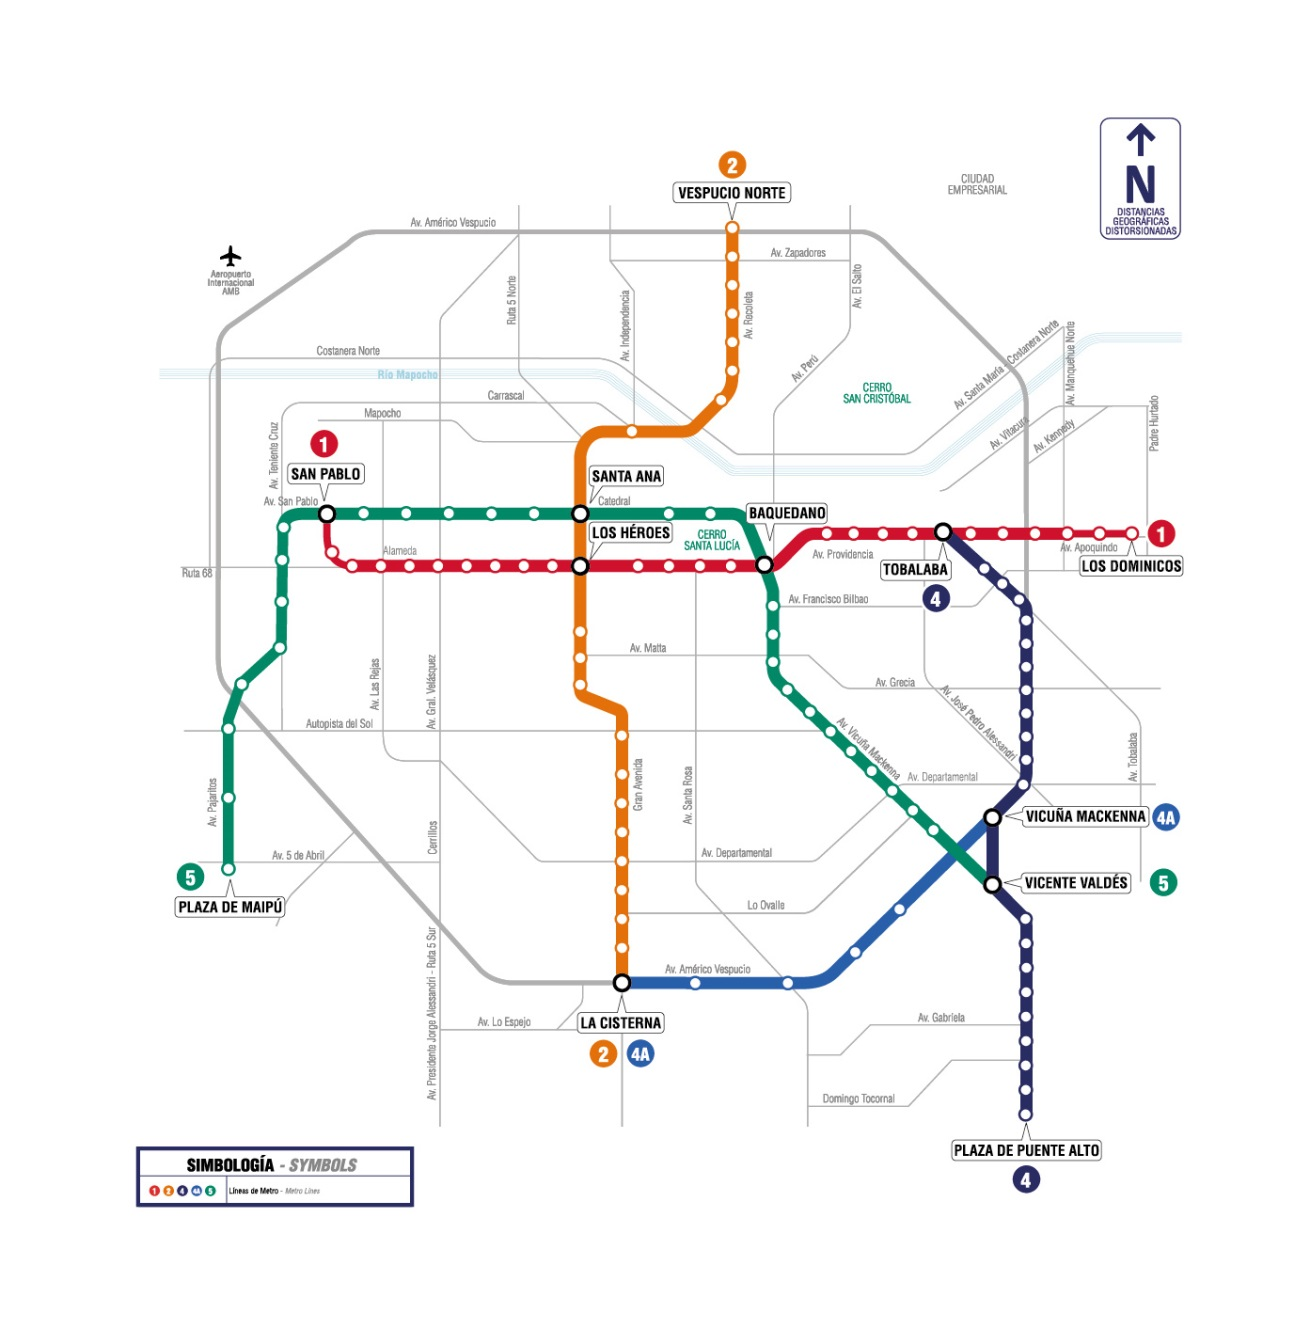 2
VESPUCIO NORTE
CIUDAD
EMPRESARIAL
N
DISTANCIAS
GEOGRÁFICAS
DISTORSIONADAS
Av. Américo Vespucio
Av. Zapadores
Aeropuerto
Internacional
AMB
Ruta 5 Norte
Av. Independencia
Av. Recoleta
Av. El Salto
Costanera Norte
Río Mapocho
Av. Perú
CERRO
SAN CRISTÓBAL
Av. Santa María
Costanera Norte
Av. Manquehue Norte
Carrascal
Mapocho
Av. Vitacura
Av. Kennedy
Padre Hurtado
Av. Teniente Cruz
1
SAN PABLO
SANTA ANA
Av. San Pablo
Catedral
BAQUEDANO
LOS HÉROES
CERRO
SANTA LUCÍA
1
Alameda
Av. Providencia
Av. Apoquindo
LOS DOMINICOS
Ruta 68
TOBALABA
4
Av. Francisco Bilbao
Av. Matta
Av. Las Rejas
Av. Gral. Velásquez
Av. Grecia
Av. José Pedro Alessandri
Autopista del Sol
Av. Vicuña Mackenna
Av. Tobalaba
Av. Pajaritos
Gran Avenida
Av. Santa Rosa
Av. Departamental
VICUÑA MACKENNA
4A
Cerrillos
Av. 5 de Abril
Av. Departamental
5
PLAZA DE MAIPÚ
VICENTE VALDÉS
5
Lo Ovalle
Av. Presidente Jorge Alessandri - Ruta 5 Sur
Av. Américo Vespucio
Av. Lo Espejo
LA CISTERNA
2
4A
Av. Gabriela
Domingo Tocornal
PLAZA DE PUENTE ALTO
4
SIMBOLOGÍA - SYMBOLS
1 2 4 4A 5 Líneas de Metro - Metro Lines